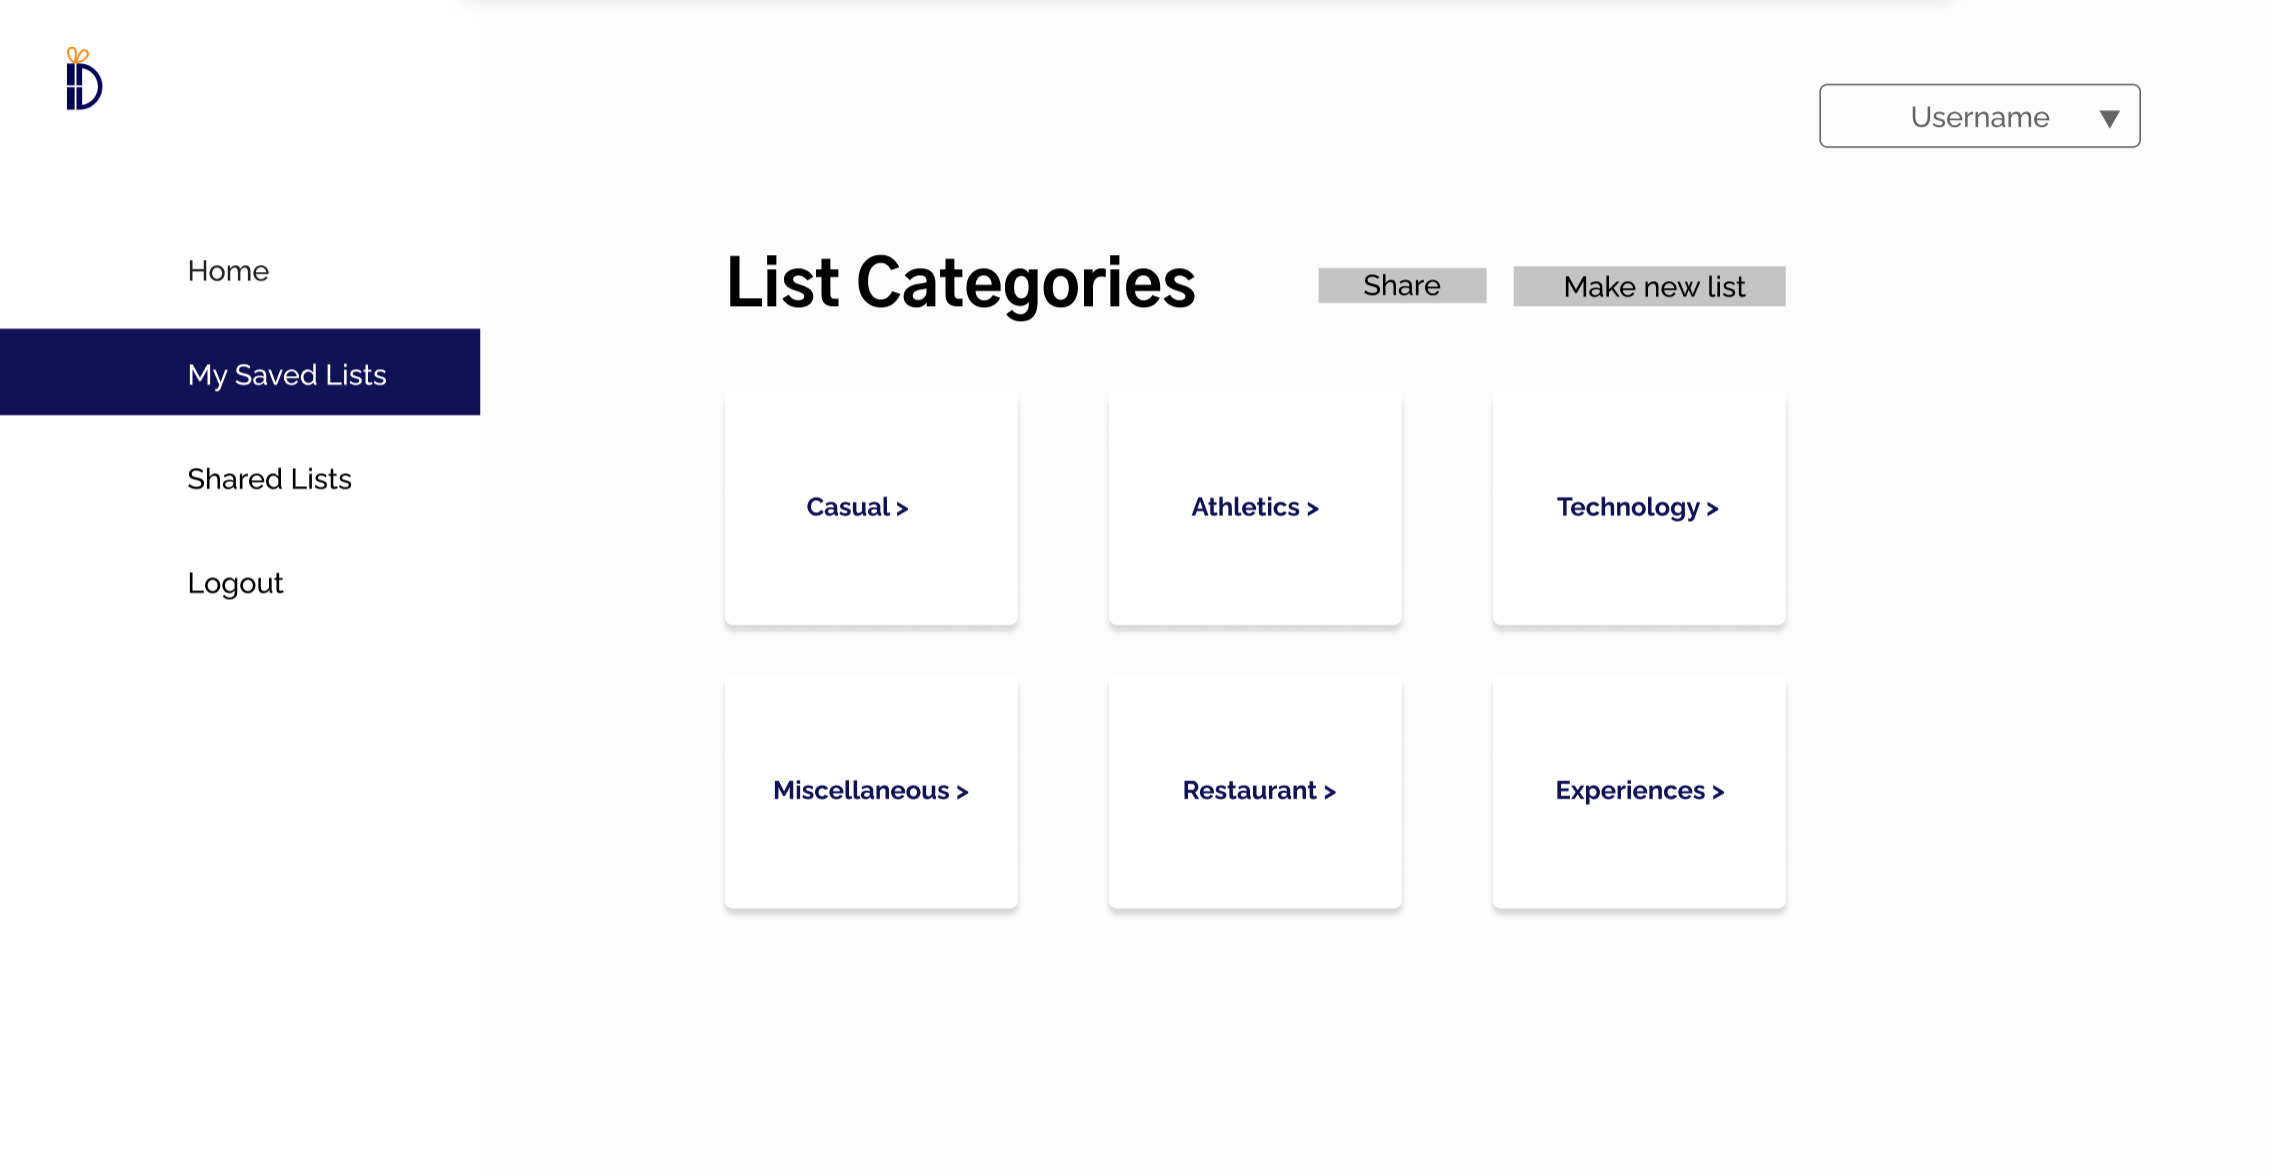 D
Username
Home
My Saved Lists
Shared Lists
Logout
List Categories
Share
Make new list
Casual >
Athletics >
Technology >
Miscellaneous >
Restaurant >
Experiences >